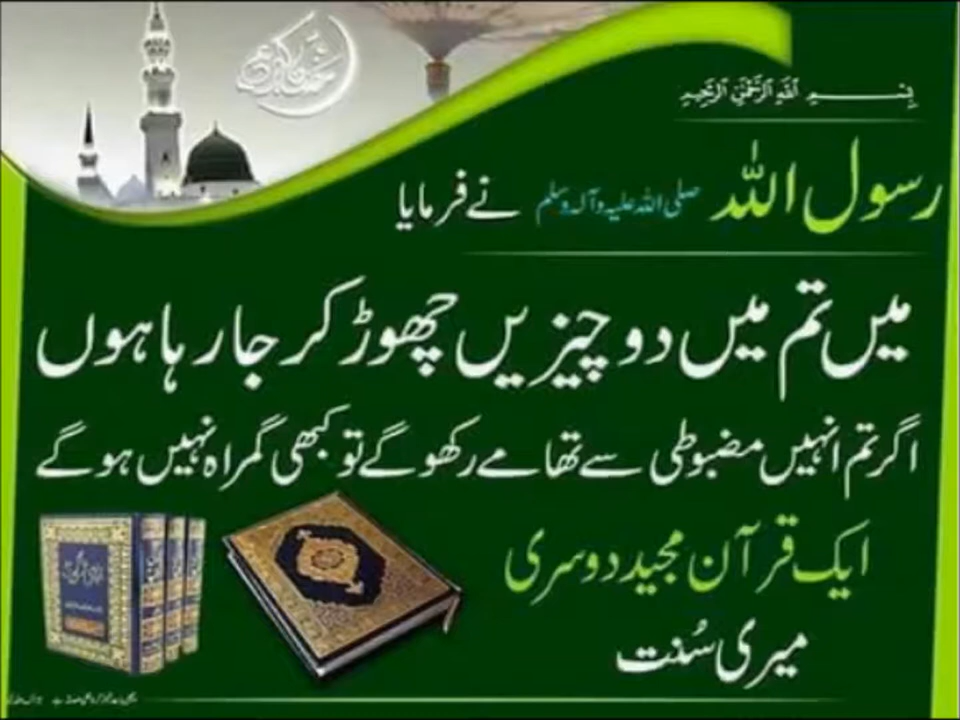 بِسْمِ اللَّهِ الرَّحْمَٰنِ الرَّحِيمِ
رسول اللہ صلی اللہ علیہ وآلہ وسلم نے فرمایا
میں تم میں دو چیزیں چھوڑ کر جا رہا ہوں
اگر تم انہیں مضبوطی سے تھامے رکھو گے تو کبھی گمراہ نہیں ہو گے
ایک قرآن مجید دوسری
میری سُنت